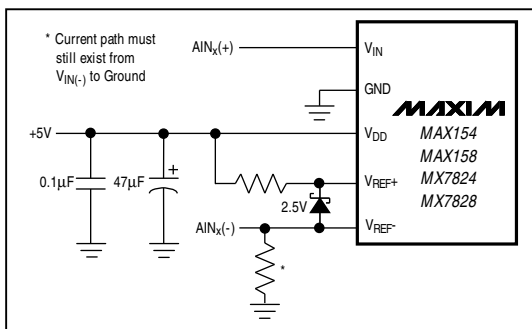 * Current path must
still exist from
VIN(-) to Ground
AINx(+)
VIN
GND
MAXIM
+5V
VDD
MAX154
MAX158
MX7824
MX7828
0.1µF
47µF
+
VREF+
2.5V
AINx(-)
VREF-
*